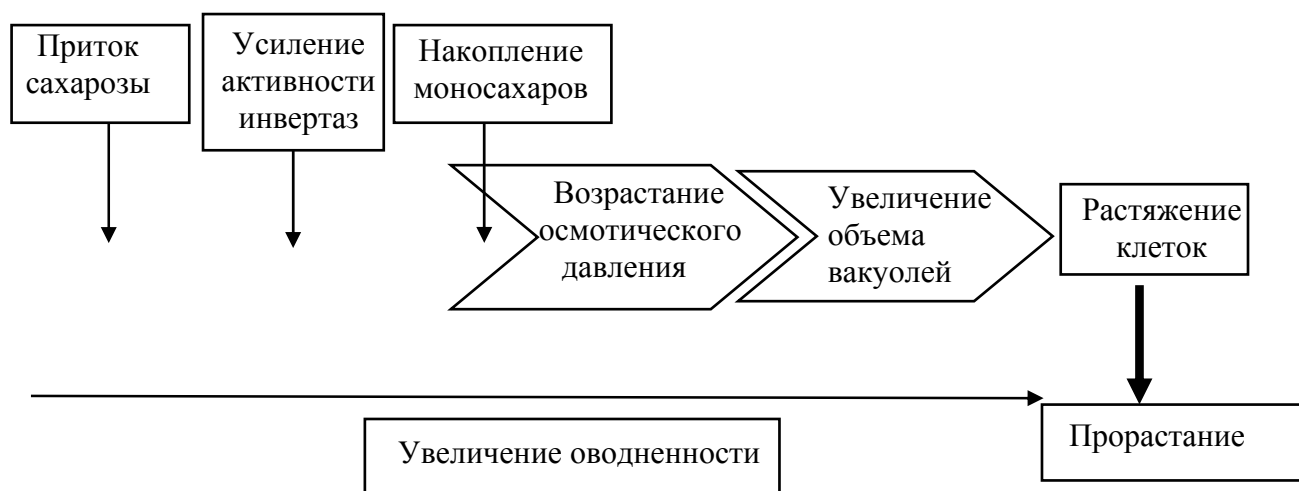 Приток
сахарозы
Усиление
активности
инвертаз
Накопление
моносахаров
Возрастание
осмотического
давления
Увеличение
объема
вакуолей
Растяжение
клеток
Увеличение оводненности
Прорастание